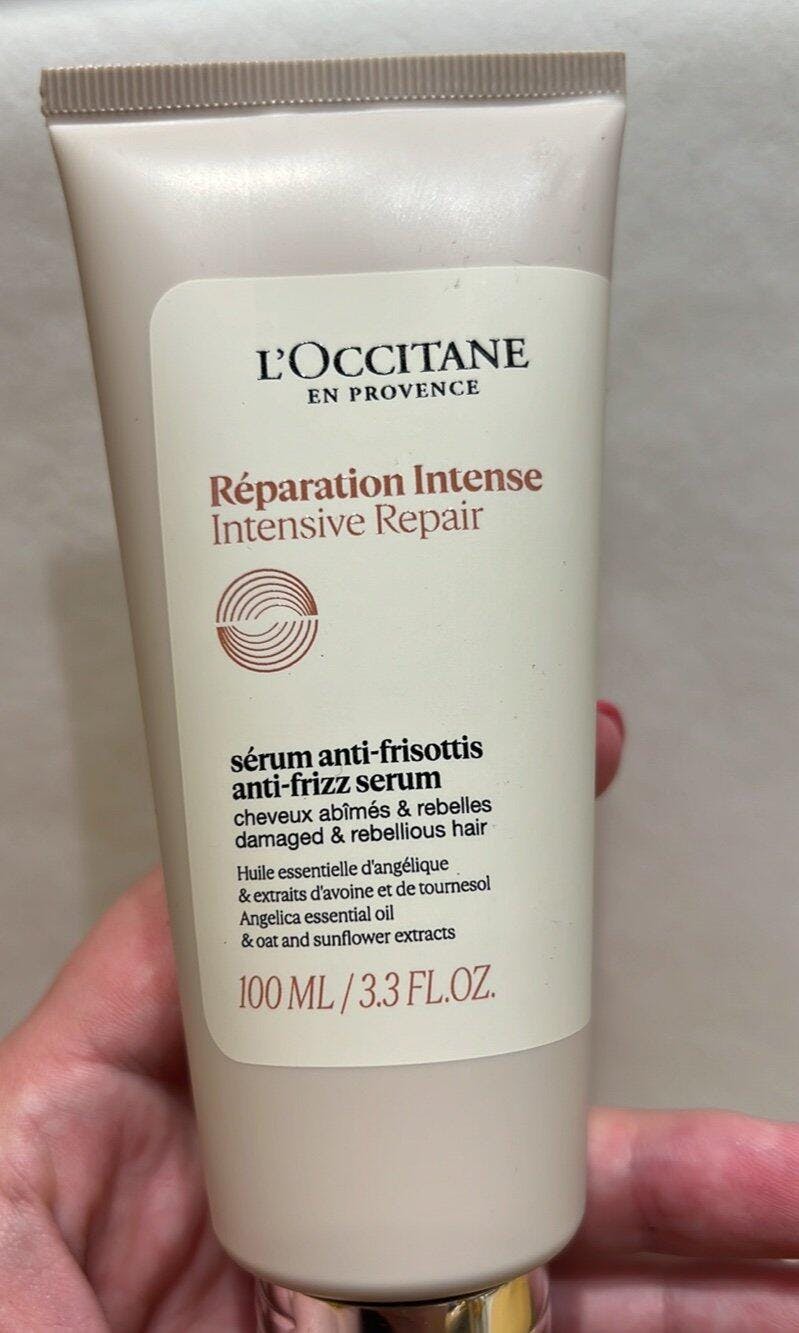 L'OCCITANE
EN PROVENCE
Réparation Intense
Intensive Repair
sérum anti-frisottis
anti-frizz serum
cheveux abîmés & rebelles
damaged & rebellious hair
Huile essentielle d'angélique
& extraits d'avoine et de tournesol
Angelica essential oil
& oat and sunflower extracts
100 ML / 3.3 FL.OZ.